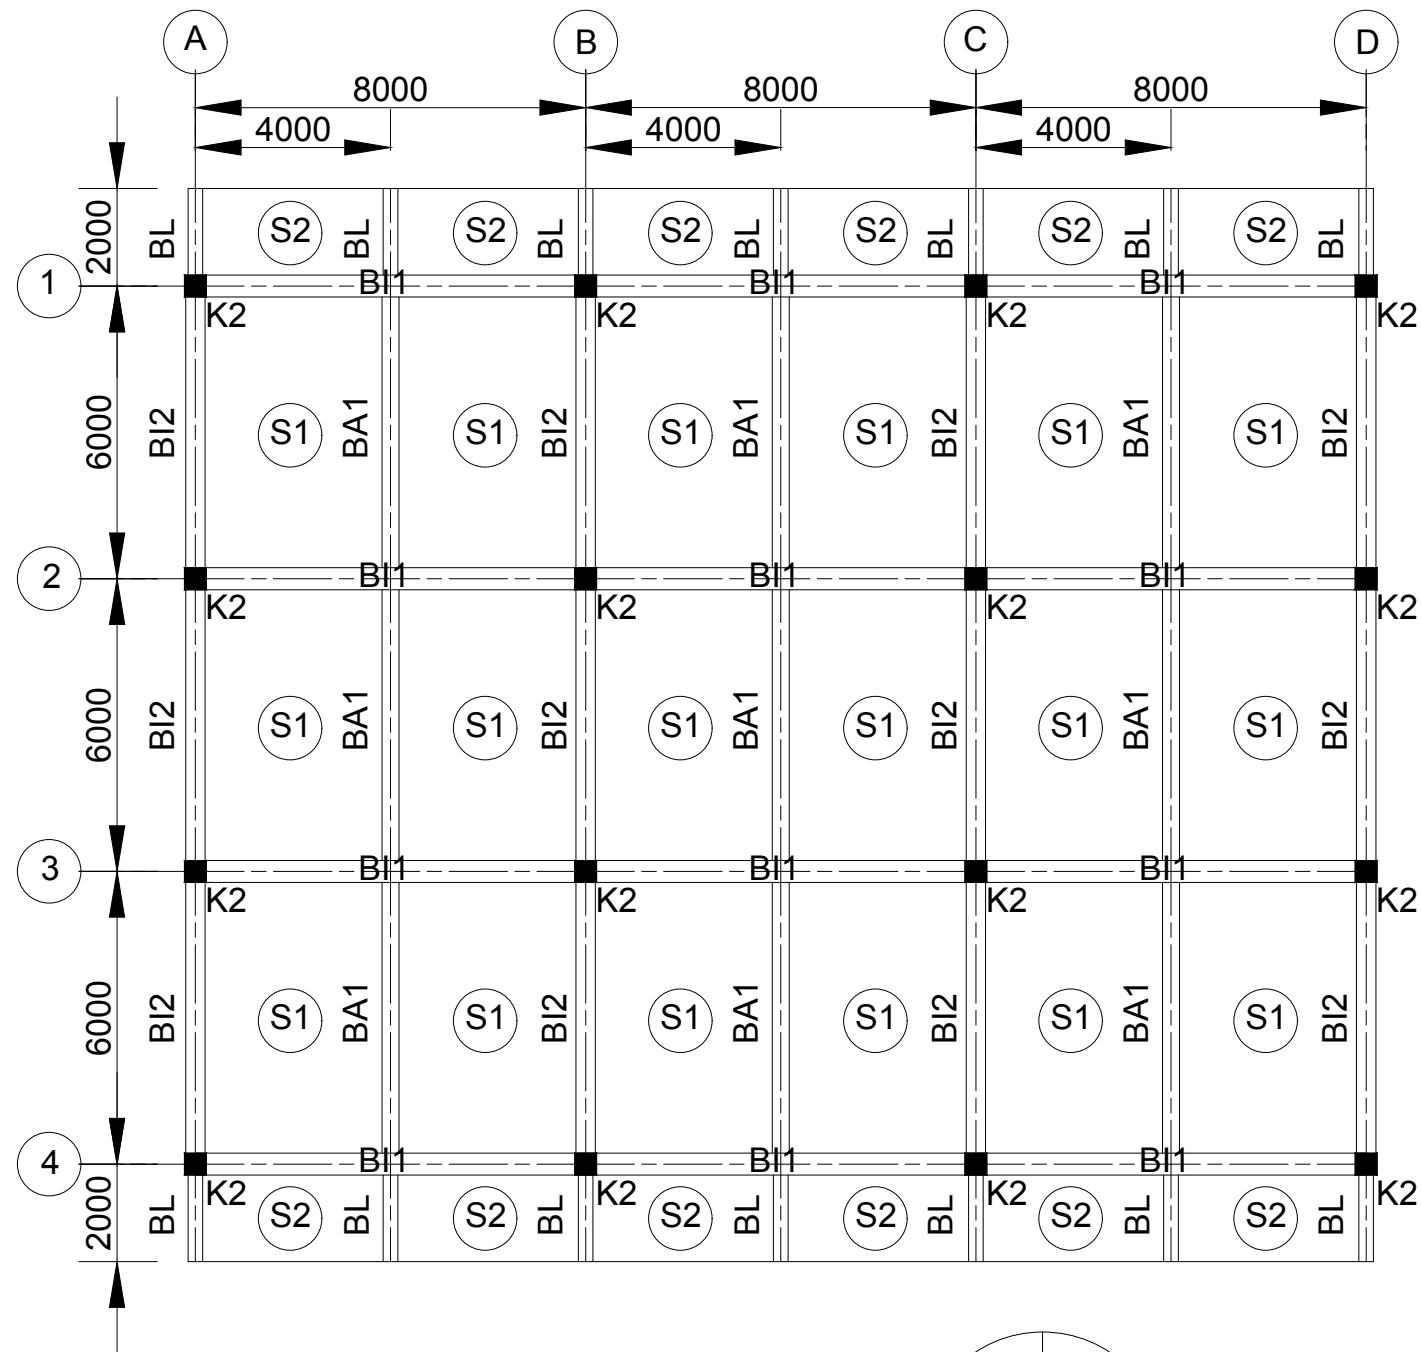 A B C D
8000 8000 8000
4000 4000 4000
2000 BL S2 BL S2 BL S2 BL S2 BL S2 BL S2 BL
1 BI1 BI1 BI1
K2 K2 K2 K2
6000 BI2 S1 BA1 S1 BI2 S1 BA1 S1 BI2 S1 BA1 S1 BI2
2 BI1 BI1 BI1
K2 K2 K2 K2
6000 BI2 S1 BA1 S1 BI2 S1 BA1 S1 BI2 S1 BA1 S1 BI2
3 BI1 BI1 BI1
K2 K2 K2 K2
6000 BI2 S1 BA1 S1 BI2 S1 BA1 S1 BI2 S1 BA1 S1 BI2
4 BI1 BI1 BI1
K2 K2 K2 K2
2000 BL S2 BL S2 BL S2 BL S2 BL S2 BL S2 BL